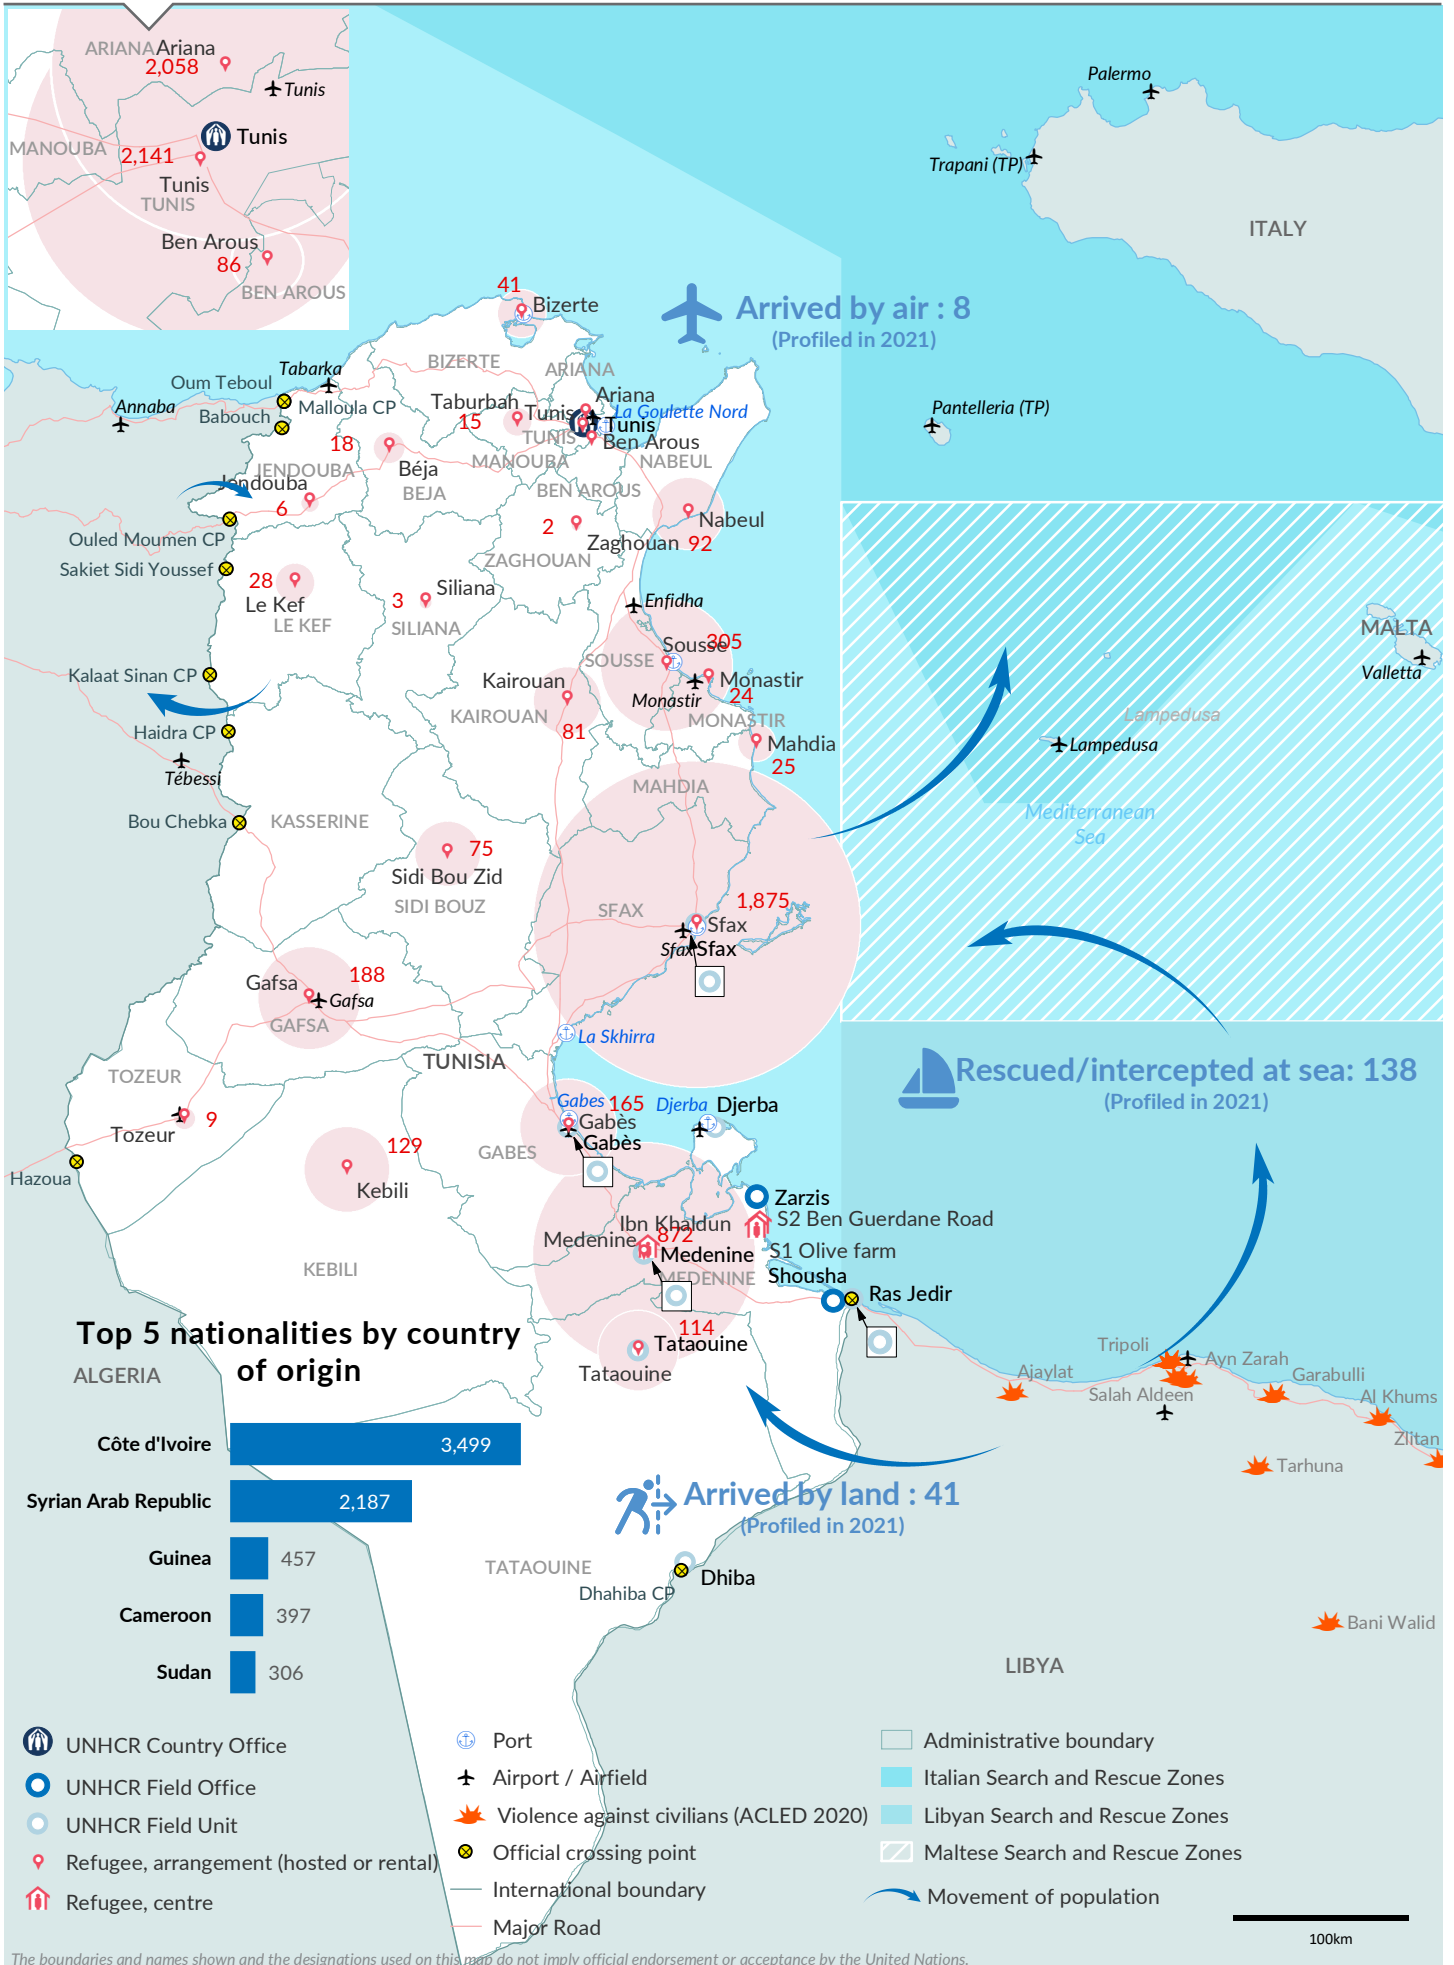 ARIANA Ariana
2,058
Tunis
Tunis
MANOUBA
2,141
Tunis
TUNIS
Ben Arous
86
BEN AROUS
Palermo
Trapani (TP)
ITALY
41
Bizerte
Arrived by air : 8
(Profiled in 2021)
BIZERTE
ARIANA
Tabarka
Oum Teboul
Malloula CP
Annaba
Babouch
Taburbah
15
Ariana
Tunis
La Goulette Nord
Tunis
TUNIS
Ben Arous
Pantelleria (TP)
18
Béja
BEJA
MANOUBA
NABEUL
JENDOUBA
Jendouba
6
BEN AROUS
2
Zaghouan
ZAGHOUAN
Nabeul
92
Ouled Moumen CP
Sakiet Sidi Youssef
28
Le Kef
LE KEF
3
Siliana
SILIANA
Enfidha
305
Sousse
SOUSSE
Monastir
24
Monastir
MONASTIR
MALTA
Valletta
Kalaat Sinan CP
Kairouan
KAIROUAN
81
Lampedusa
Lampedusa
Haidra CP
Tébessi
Mahdia
25
MAHDIA
Mediterranean
Sea
Bou Chebka
KASSERINE
75
Sidi Bou Zid
SIDI BOUZ
1,875
SFAX
Sfax
Sfax
Sfax
188
Gafsa
Gafsa
GAFSA
La Skhirra
TUNISIA
TOZEUR
Rescued/intercepted at sea: 138
(Profiled in 2021)
9
Tozeur
Gabes
165
Gabès
Gabès
GABES
Djerba
Djerba
129
Kebili
Hazoua
Zarzis
S2 Ben Guerdane Road
Ibn Khaldun
872
Medenine
Medenine
MEDENINE
S1 Olive farm
Shousha
Ras Jedir
KEBILI
114
Tataouine
Tataouine
Top 5 nationalities by country
of origin
ALGERIA
Tripoli
Ayn Zarah
Ajaylat
Salah Aldeen
Garabulli
Al Khums
Zlitan
Tarhuna
Côte d'Ivoire
3,499
Syrian Arab Republic
2,187
Guinea
457
Cameroon
397
Sudan
306
Arrived by land : 41
(Profiled in 2021)
TATAOUINE
Dhahiba CP
Dhiba
Bani Walid
LIBYA
UNHCR Country Office
UNHCR Field Office
UNHCR Field Unit
Refugee, arrangement (hosted or rental)
Refugee, centre
Port
Airport / Airfield
Violence against civilians (ACLED 2020)
Official crossing point
International boundary
Major Road
Administrative boundary
Italian Search and Rescue Zones
Libyan Search and Rescue Zones
Maltese Search and Rescue Zones
Movement of population
100km
The boundaries and names shown and the designations used on this map do not imply official endorsement or acceptance by the United Nations.